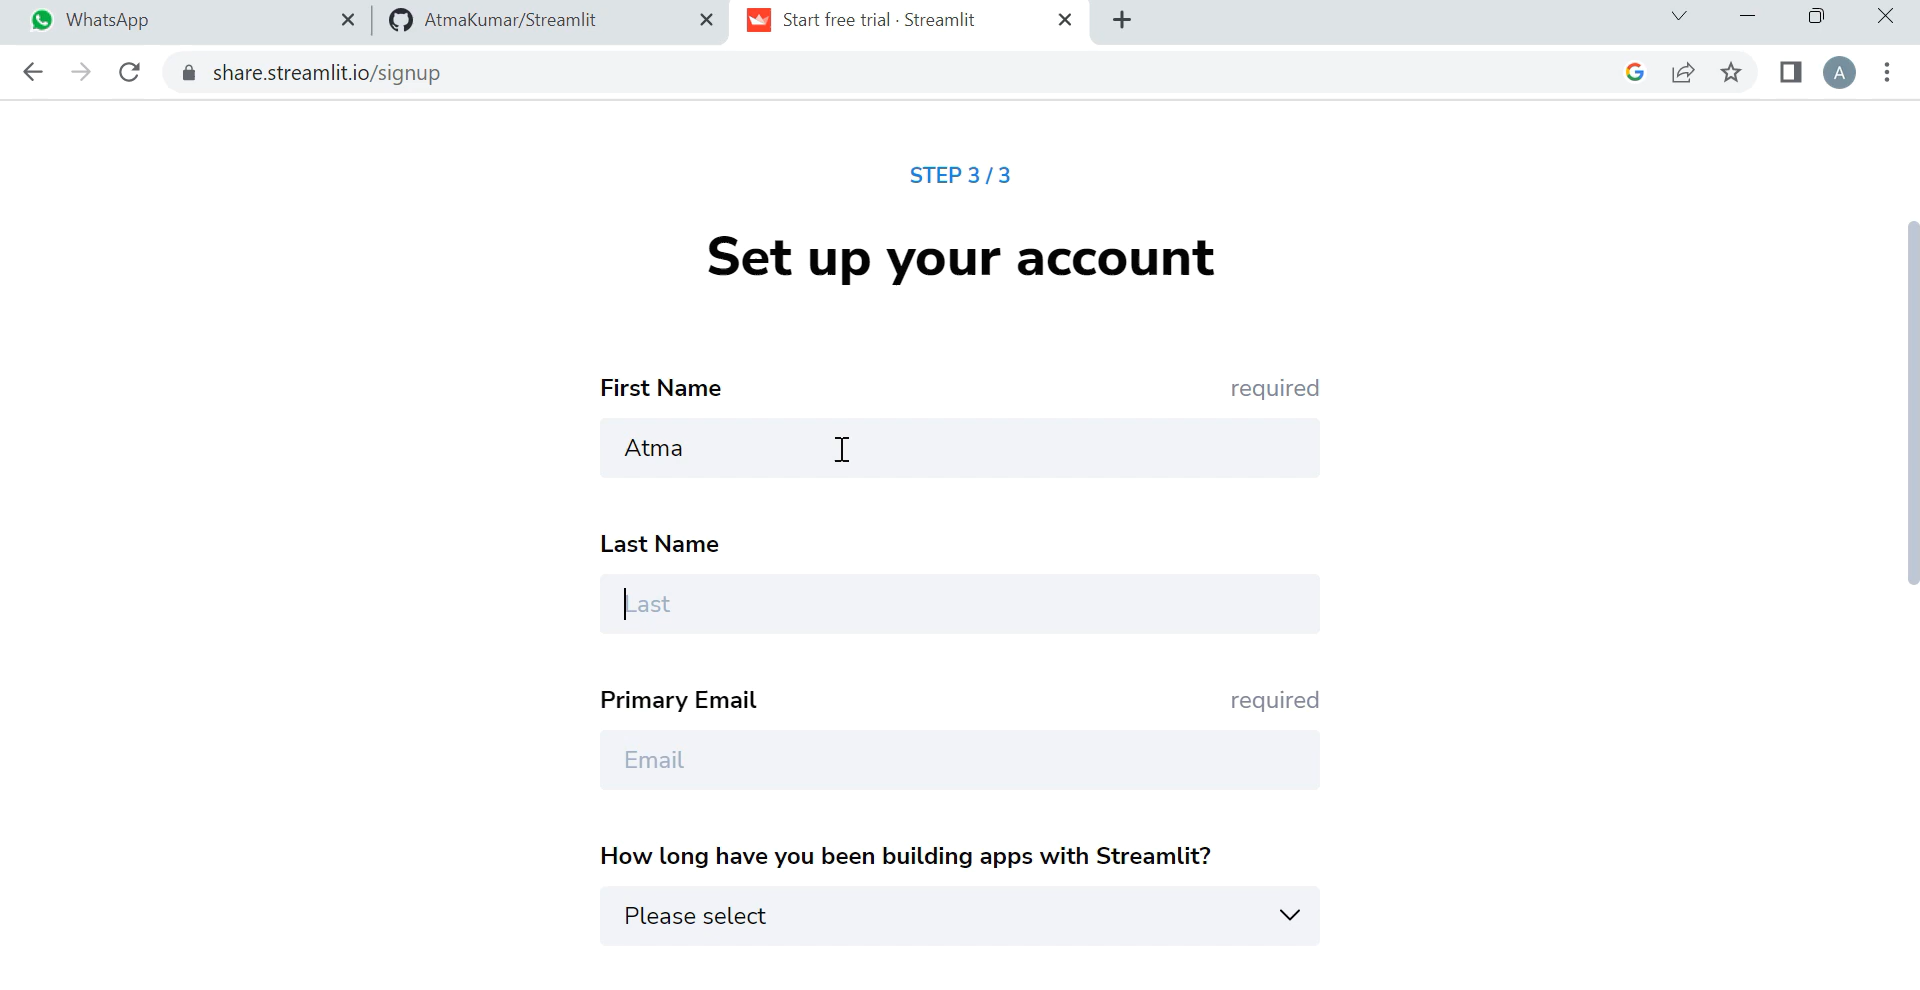 WhatsApp
AtmaKumar/Streamlit
Start free trial · Streamlit
share.streamlit.io/signup
A
STEP 3 / 3
Set up your account
First Name required
Atma
Last Name
Last
Primary Email required
Email
How long have you been building apps with Streamlit?
Please select